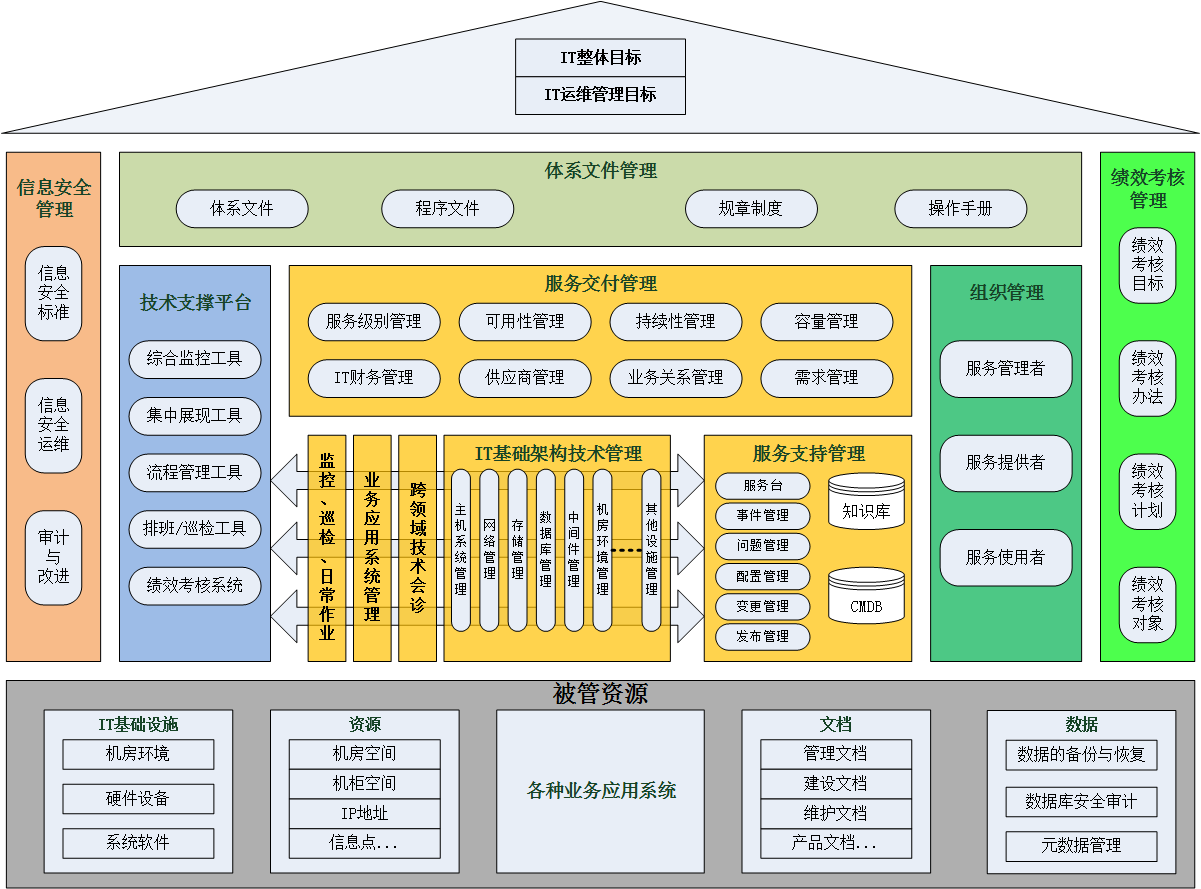 IT整体目标
IT运维管理目标
信息安全
管理
信息
安全
标准
信息
安全
运维
审计
与
改进
体系文件管理
体系文件
程序文件
规章制度
操作手册
绩效考核
管理
绩效
考核
目标
绩效
考核
办法
绩效
考核
计划
绩效
考核
对象
技术支撑平台
综合监控工具
集中展现工具
流程管理工具
排班/巡检工具
绩效考核系统
服务交付管理
服务级别管理
可用性管理
持续性管理
容量管理
IT财务管理
供应商管理
业务关系管理
需求管理
组织管理
服务管理者
服务提供者
服务使用者
监控、巡检、日常作业
业务应用系统管理
跨领域技术会诊
IT基础架构技术管理
主机系统管理
网络管理
存储管理
数据库管理
中间件管理
机房环境管理
其他设施管理
服务支持管理
服务台
事件管理
问题管理
配置管理
变更管理
发布管理
知识库
CMDB
被管资源
IT基础设施
机房环境
硬件设备
系统软件
资源
机房空间
机柜空间
IP地址
信息点...
各种业务应用系统
文档
管理文档
建设文档
维护文档
产品文档...
数据
数据的备份与恢复
数据库安全审计
元数据管理